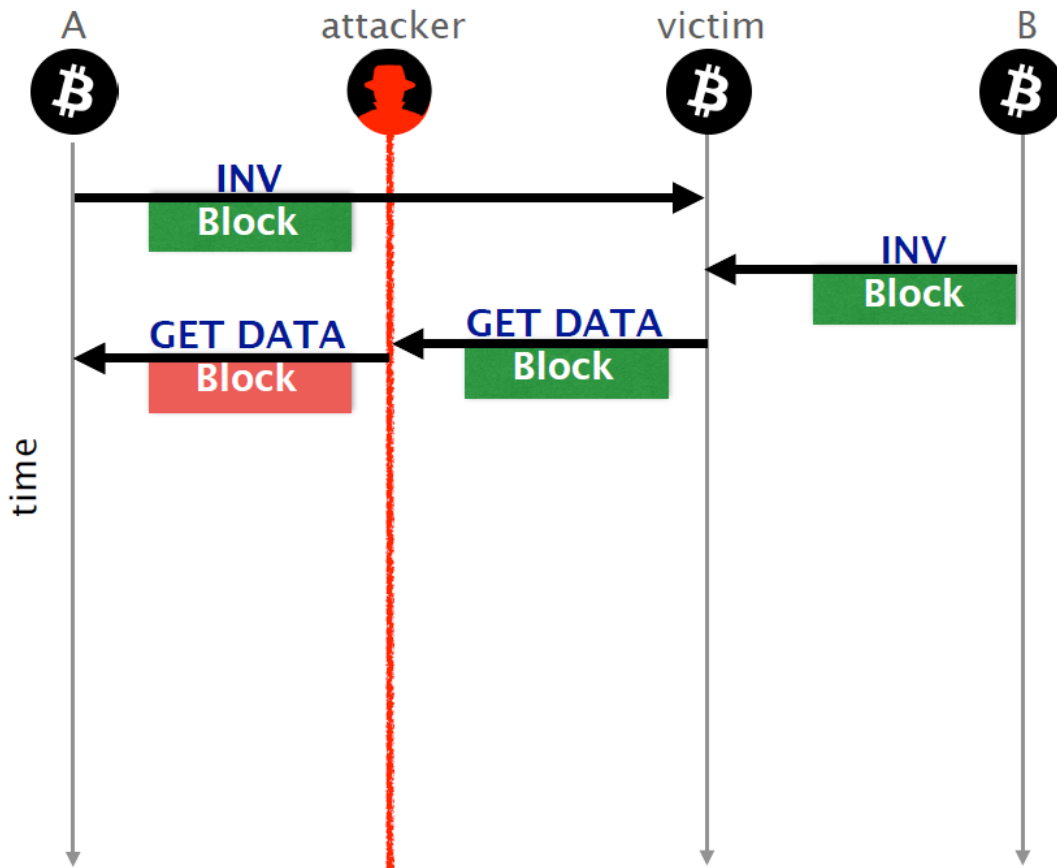 A
attacker
victim
B
INV
Block
INV
Block
GET DATA
Block
GET DATA
Block
time